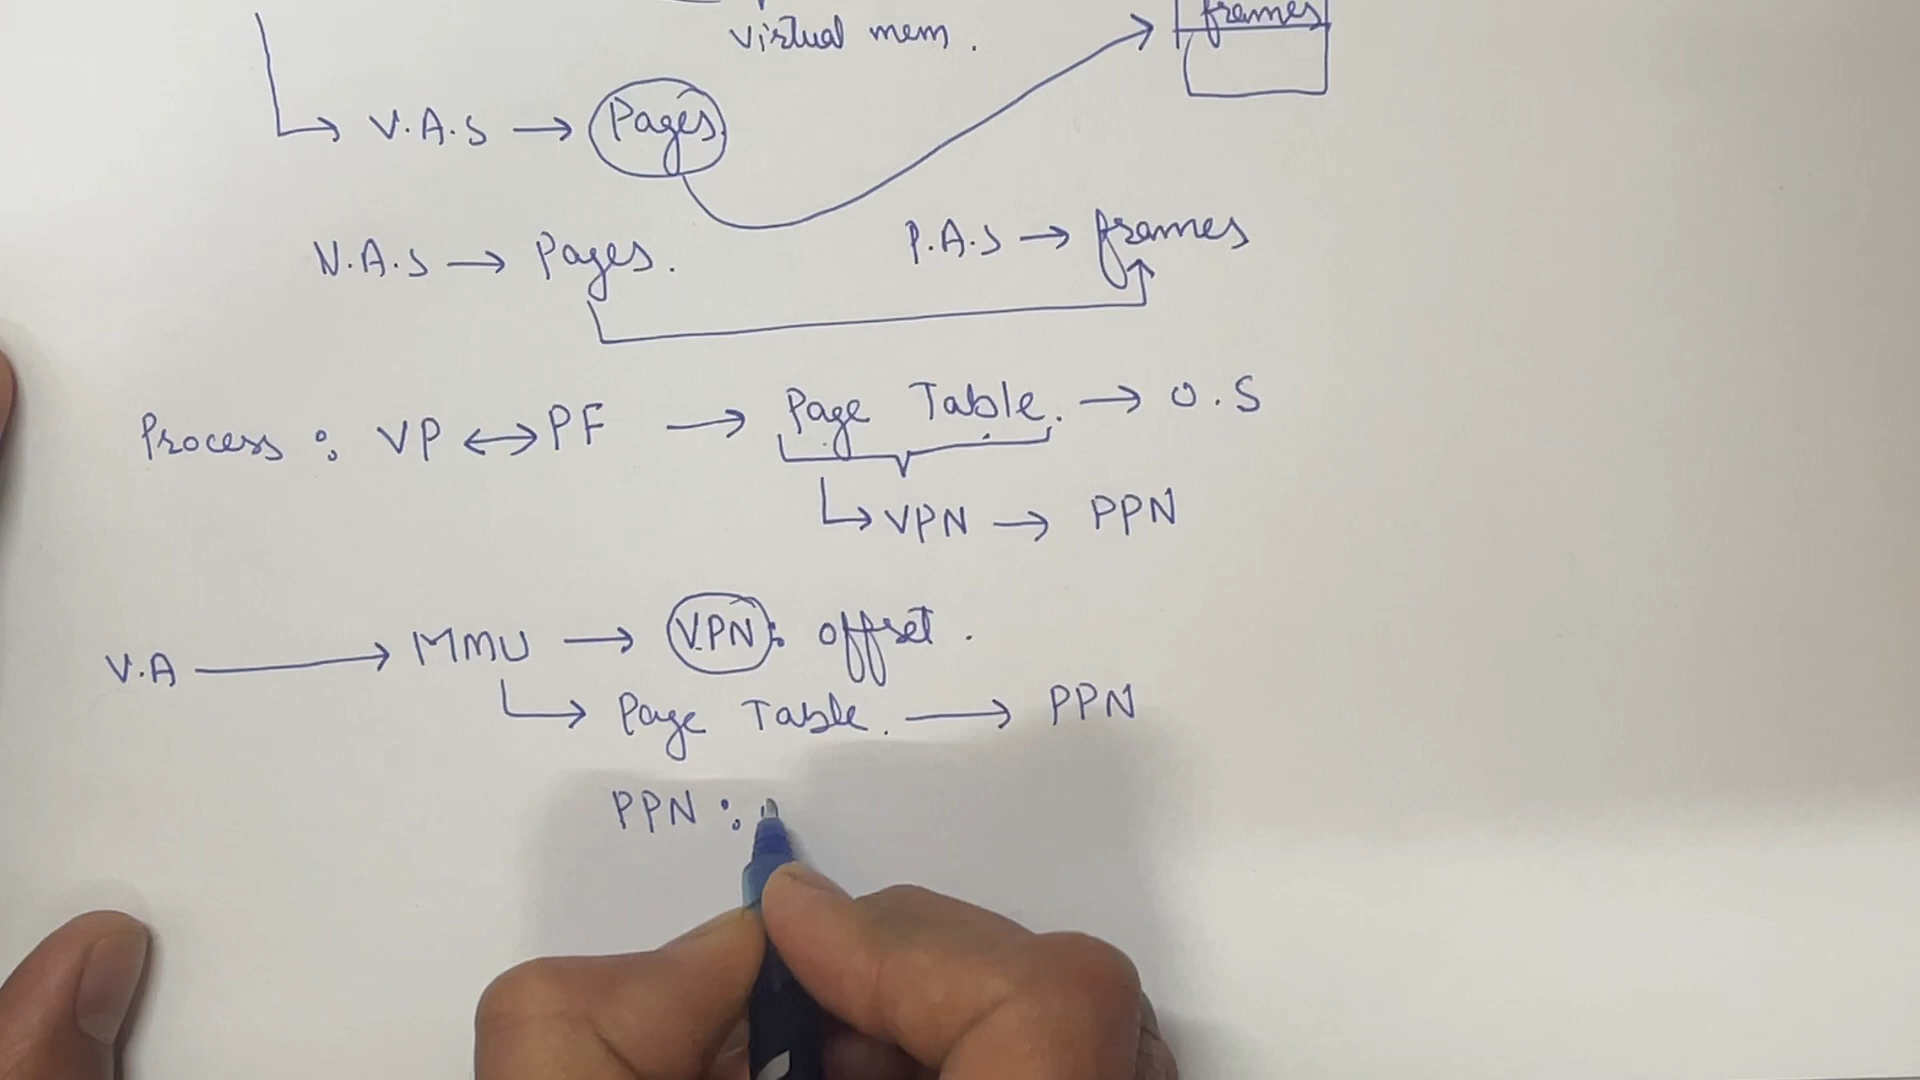 virtual mem.
frames
V.A.S → Pages
V.A.S → Pages.
P.A.S → frames
Process : VP ↔ PF → Page Table. → O.S
↳ VPN → PPN
V.A → MMU → VPN : offset.
↳ Page Table. → PPN
PPN :